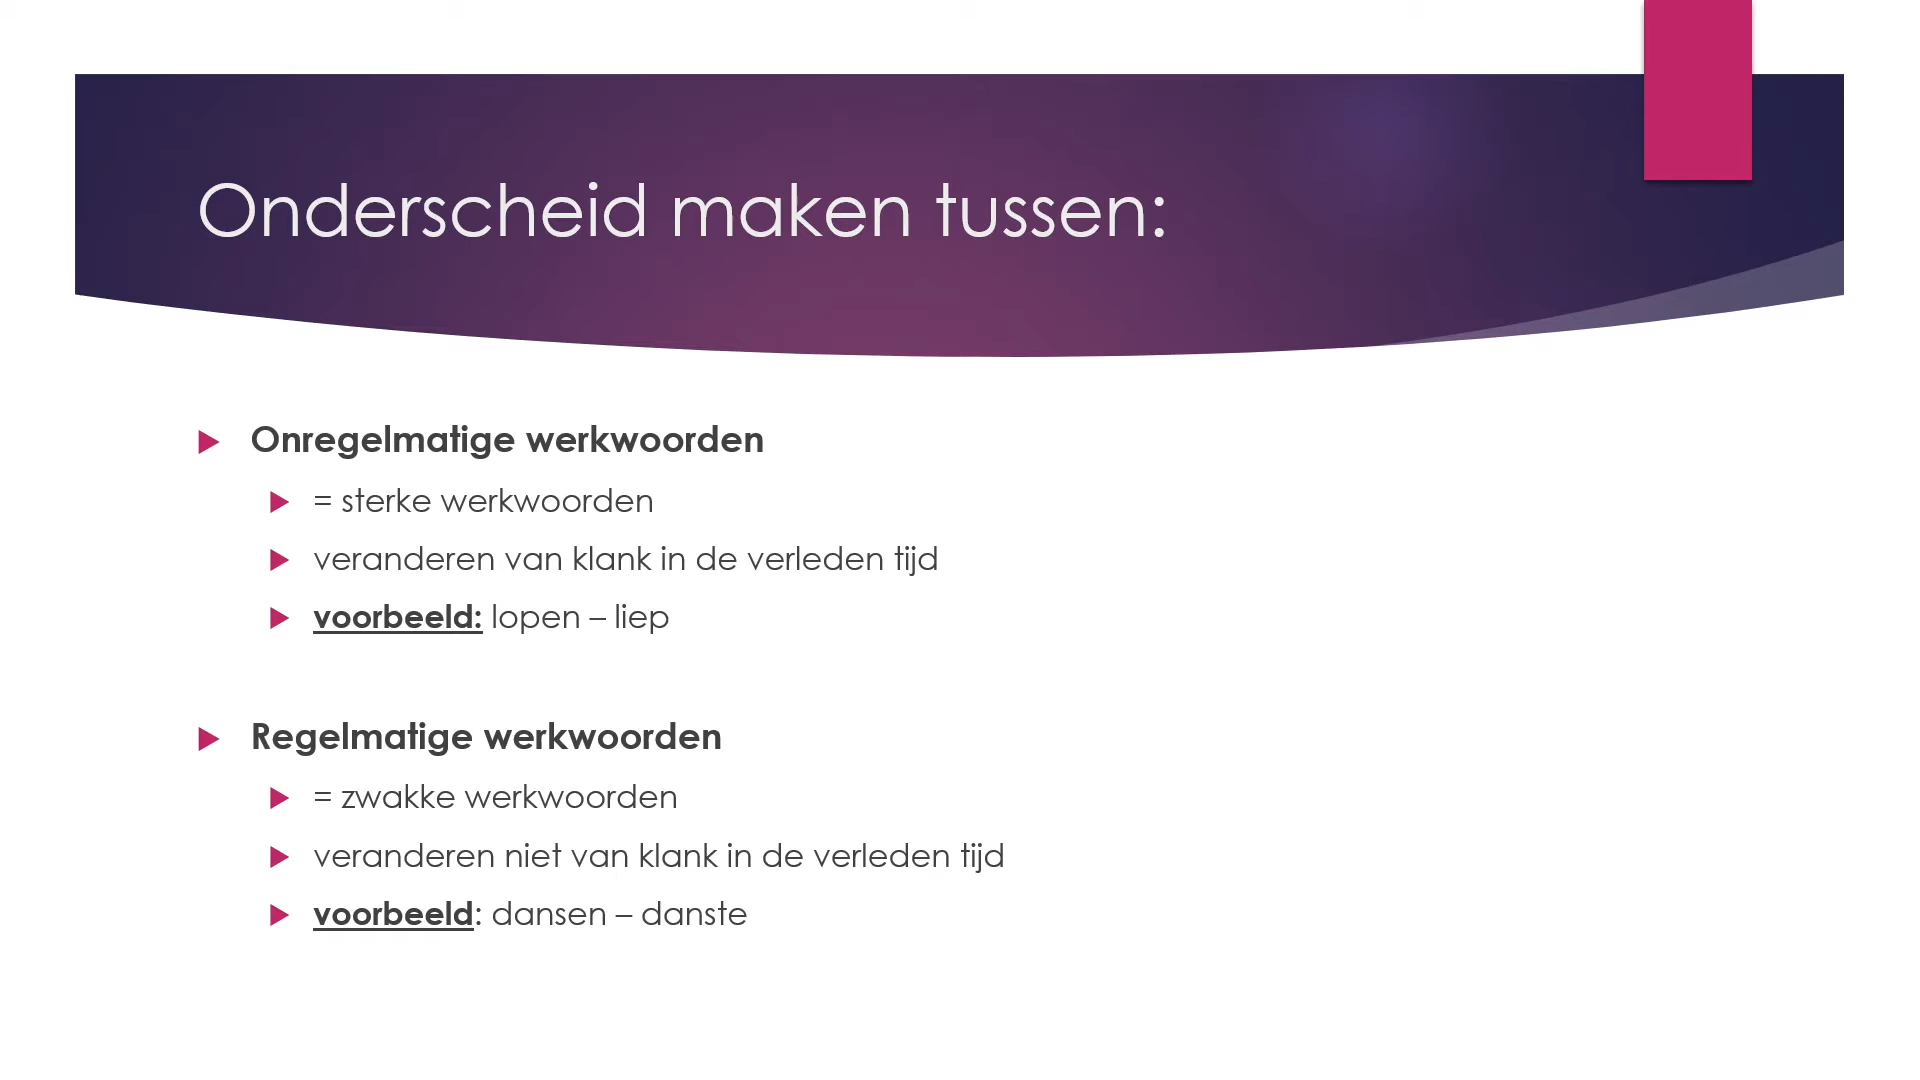 Onderscheid maken tussen:
Onregelmatige werkwoorden
= sterke werkwoorden
veranderen van klank in de verleden tijd
voorbeeld: lopen – liep
Regelmatige werkwoorden
= zwakke werkwoorden
veranderen niet van klank in de verleden tijd
voorbeeld: dansen – danste